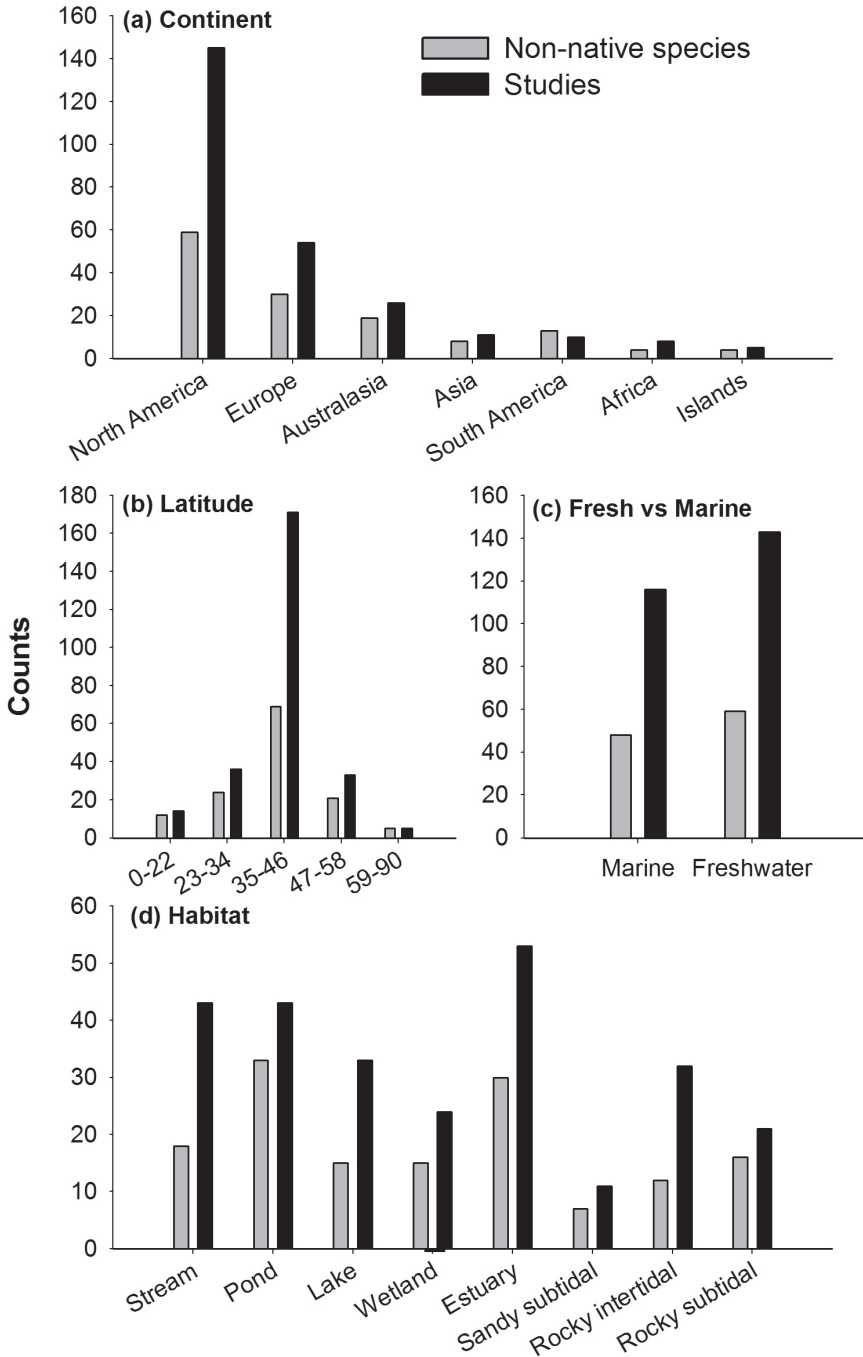 (a) Continent
Non-native species
Studies
160
140
120
100
80
60
40
20
0
North America
Europe
Australasia
Asia
South America
Africa
Islands
Counts
(b) Latitude
180
160
140
120
100
80
60
40
20
0
0-22
23-34
35-46
47-58
59-90
(c) Fresh vs Marine
160
140
120
100
80
60
40
20
0
Marine
Freshwater
(d) Habitat
60
50
40
30
20
10
0
Stream
Pond
Lake
Wetland
Estuary
Sandy subtidal
Rocky intertidal
Rocky subtidal